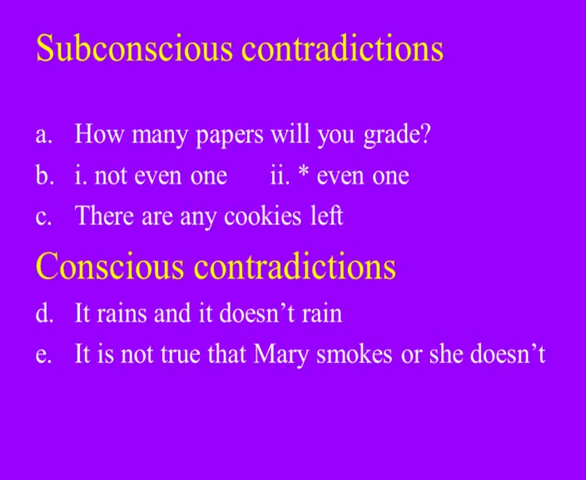 Subconscious contradictions
a. How many papers will you grade?
b. i. not even one ii. * even one
c. There are any cookies left
Conscious contradictions
d. It rains and it doesn’t rain
e. It is not true that Mary smokes or she doesn’t